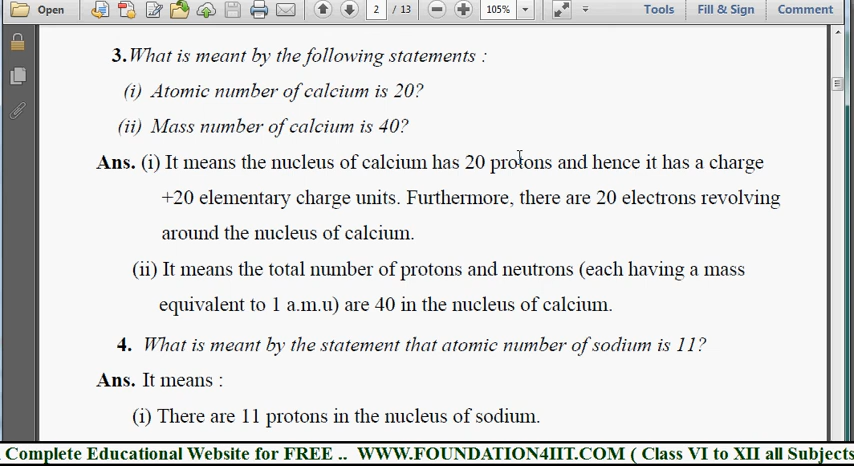 Open
2 / 13
105%
Tools Fill & Sign Comment
3. What is meant by the following statements :
(i) Atomic number of calcium is 20?
(ii) Mass number of calcium is 40?
Ans. (i) It means the nucleus of calcium has 20 protons and hence it has a charge
+20 elementary charge units. Furthermore, there are 20 electrons revolving
around the nucleus of calcium.
(ii) It means the total number of protons and neutrons (each having a mass
equivalent to 1 a.m.u) are 40 in the nucleus of calcium.
4. What is meant by the statement that atomic number of sodium is 11?
Ans. It means :
(i) There are 11 protons in the nucleus of sodium.
Complete Educational Website for FREE .. WWW.FOUNDATION4IIT.COM ( Class VI to XII all Subjects